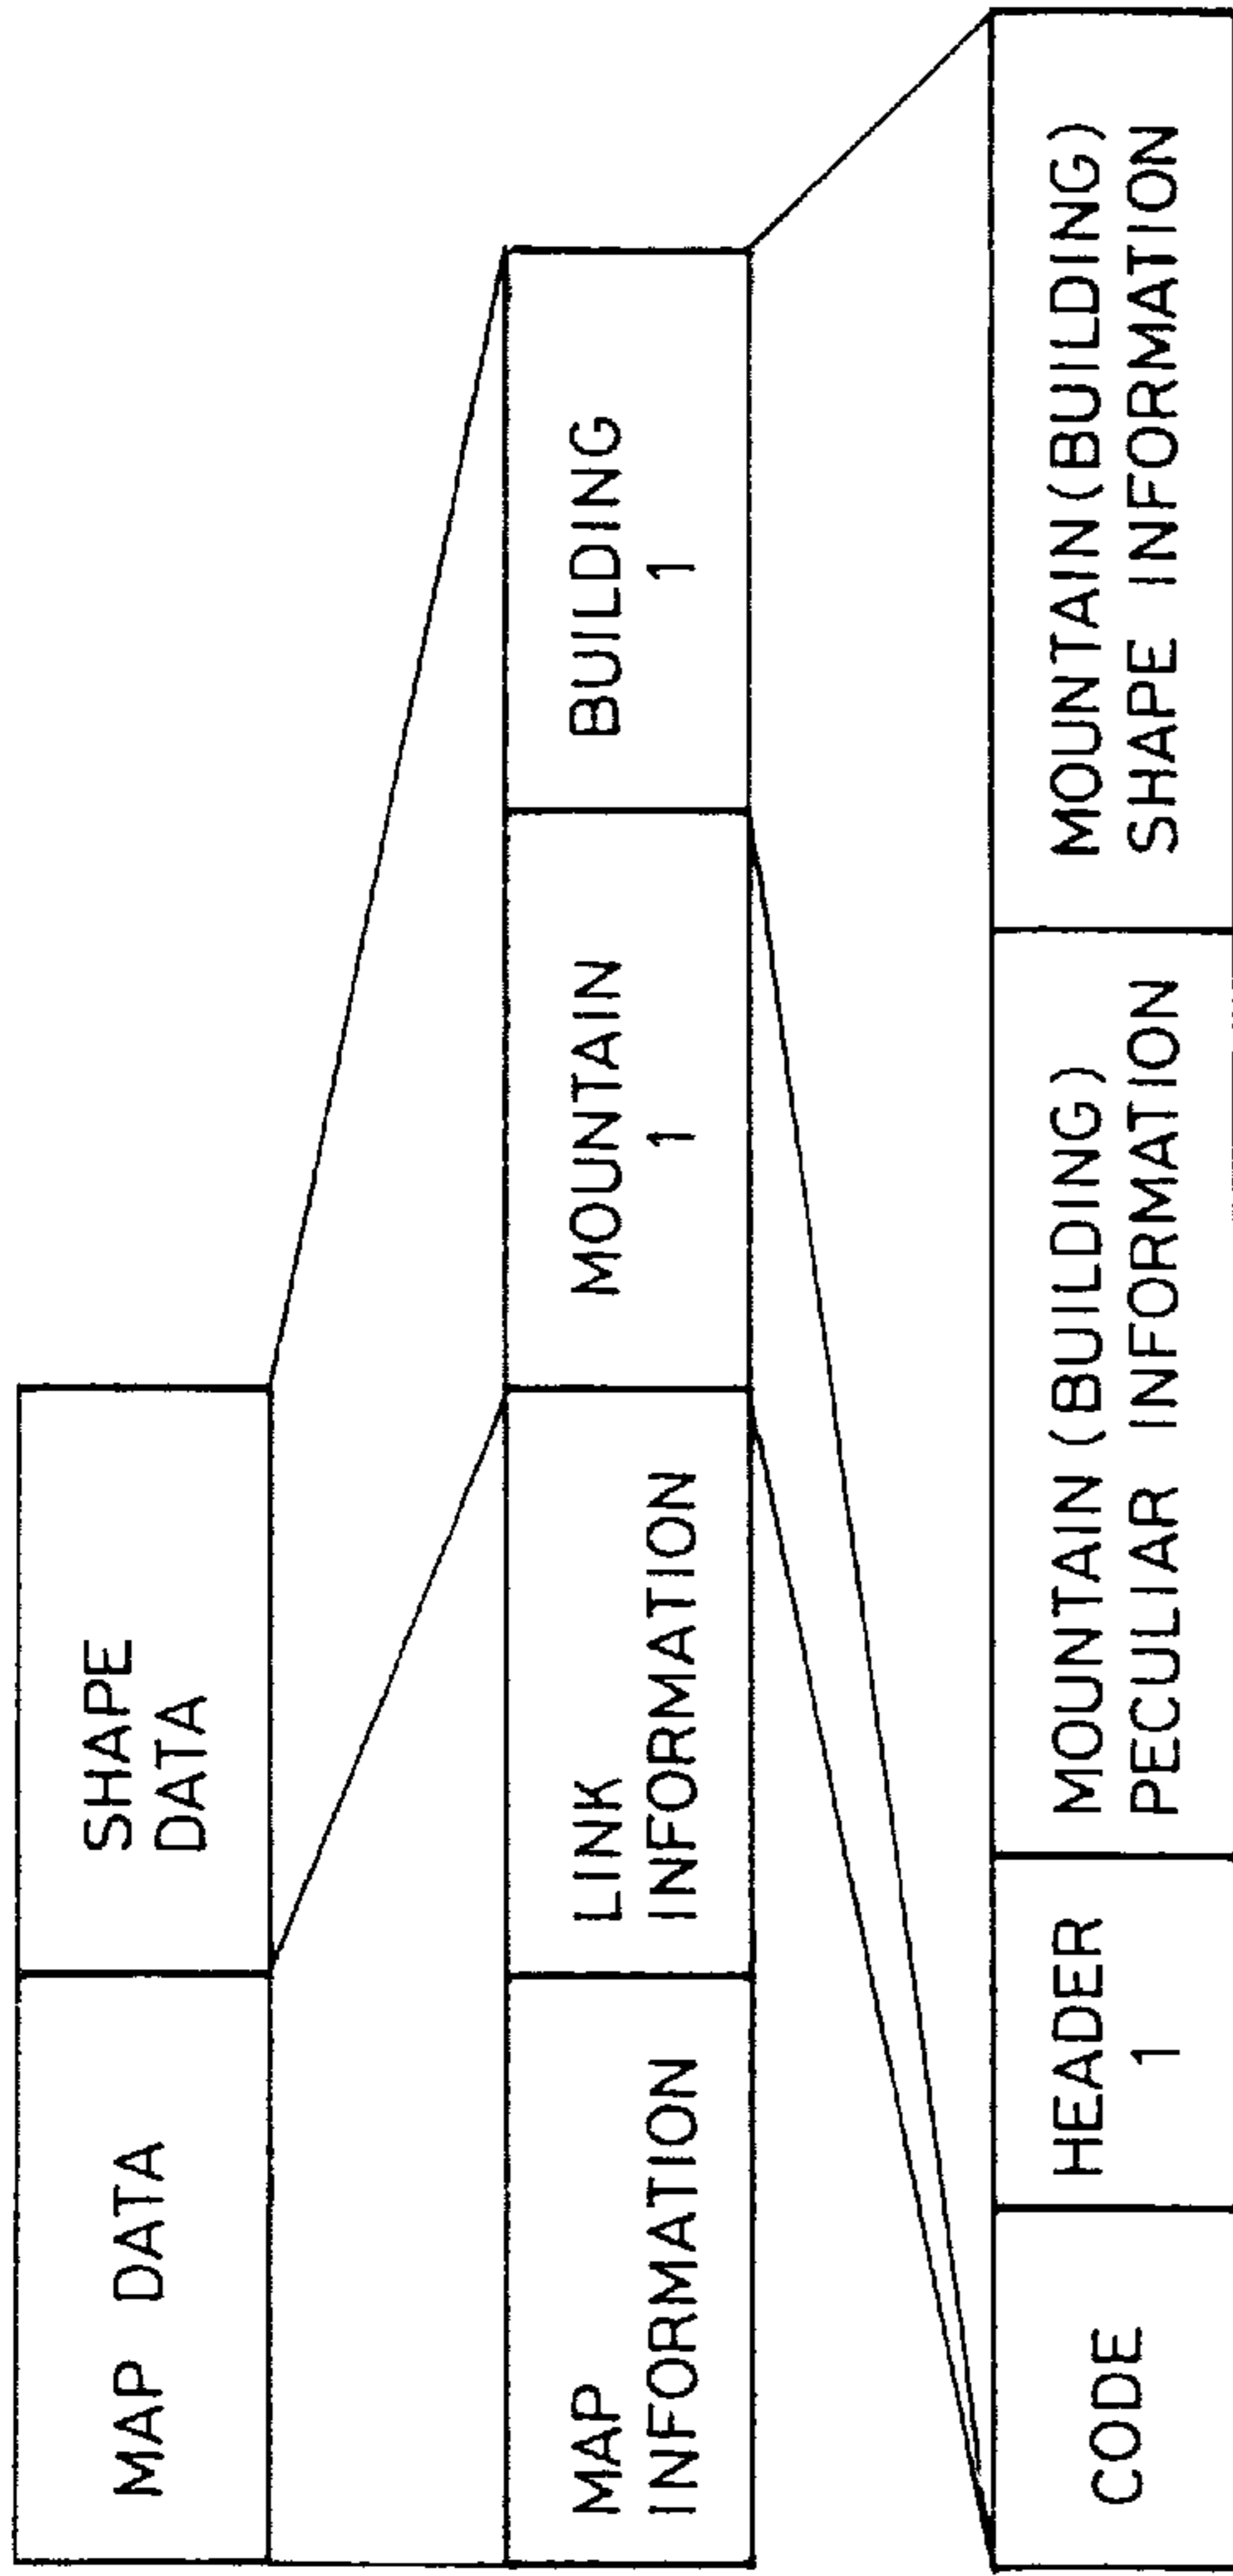 MAP DATA
SHAPE
DATA
MAP
INFORMATION
LINK
INFORMATION
MOUNTAIN
1
BUILDING
1
CODE
HEADER
1
MOUNTAIN (BUILDING)
PECULIAR INFORMATION
MOUNTAIN (BUILDING)
SHAPE INFORMATION